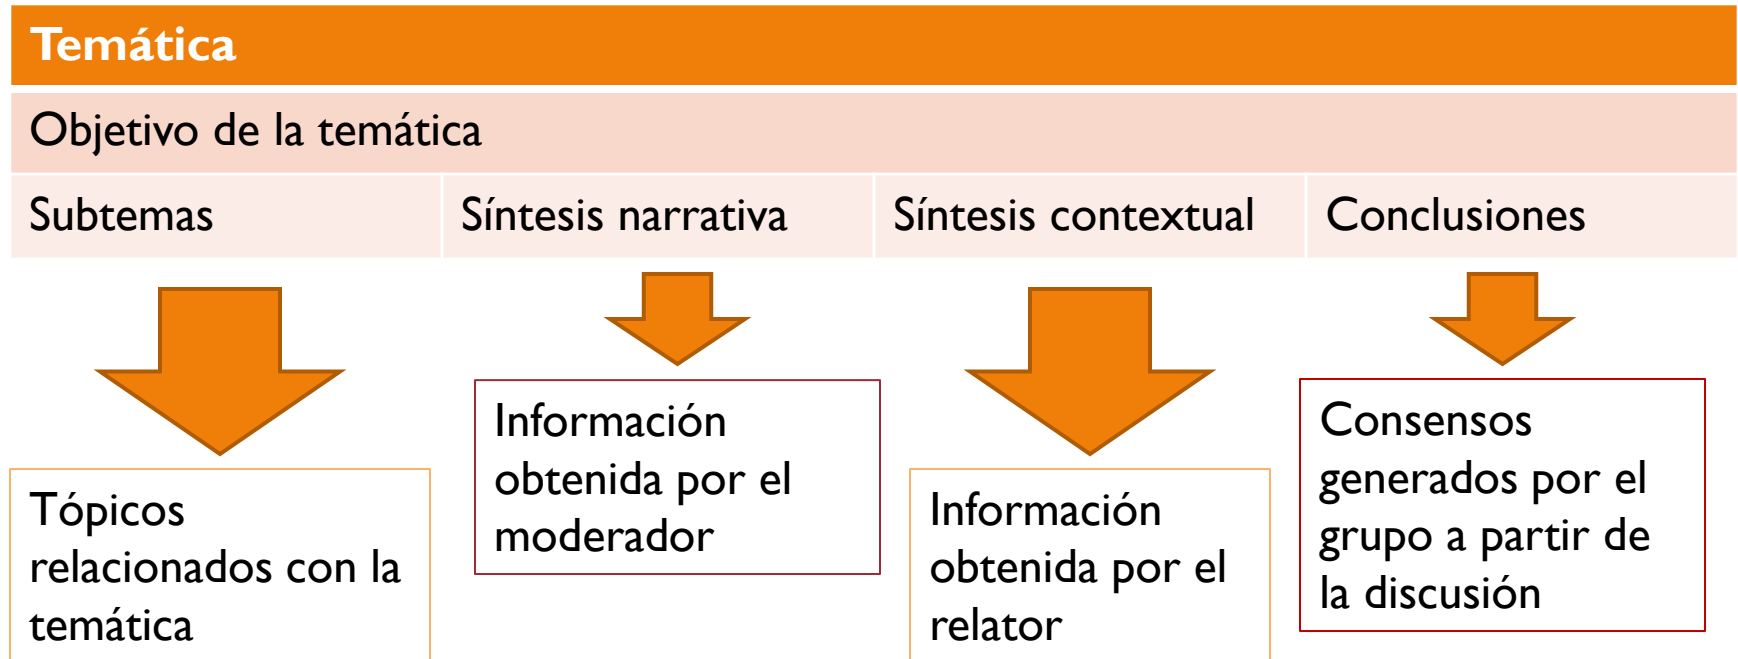 Temática
Objetivo de la temática
Subtemas
Síntesis narrativa
Síntesis contextual
Conclusiones
Tópicos
relacionados con la
temática
Información
obtenida por el
moderador
Información
obtenida por el
relator
Consensos
generados por el
grupo a partir de
la discusión